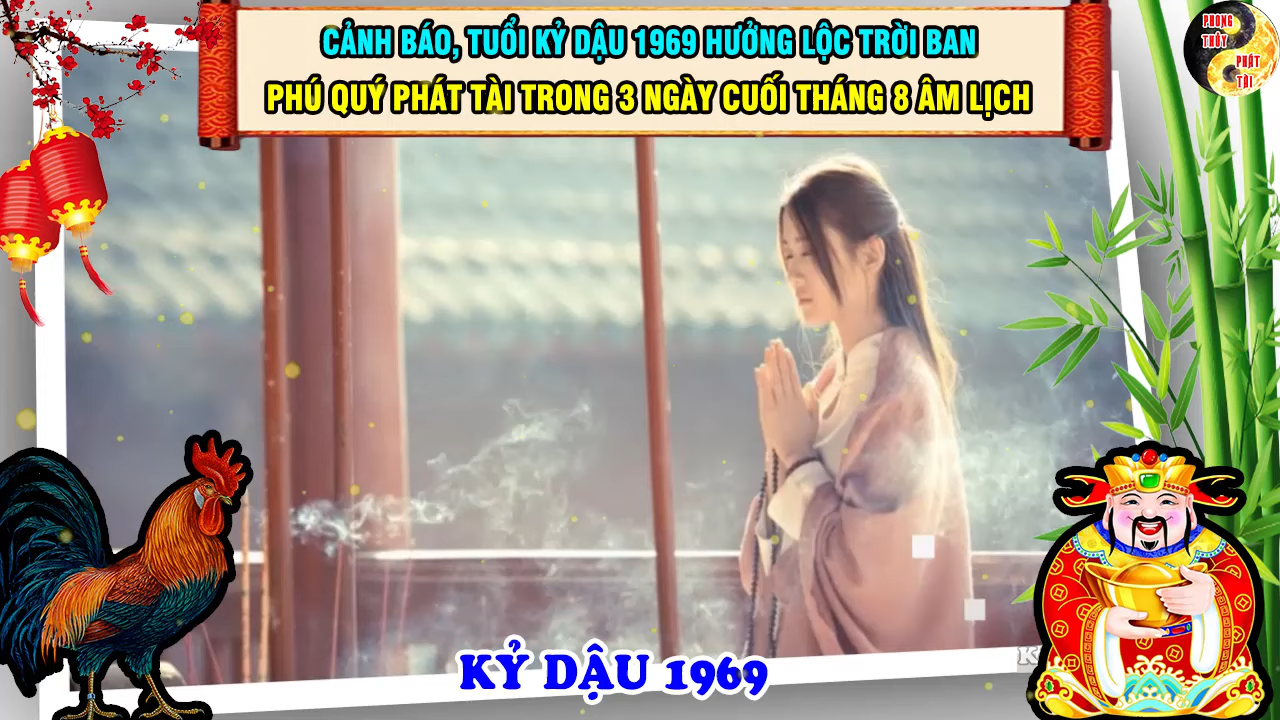 CẢNH BÁO, TUỔI KỶ DẬU 1969 HƯỞNG LỘC TRỜI BAN
PHÚ QUÝ PHÁT TÀI TRONG 3 NGÀY CUỐI THÁNG 8 ÂM LỊCH
PHONG
THỦY
PHÁT
TÀI
KỶ DẬU 1969